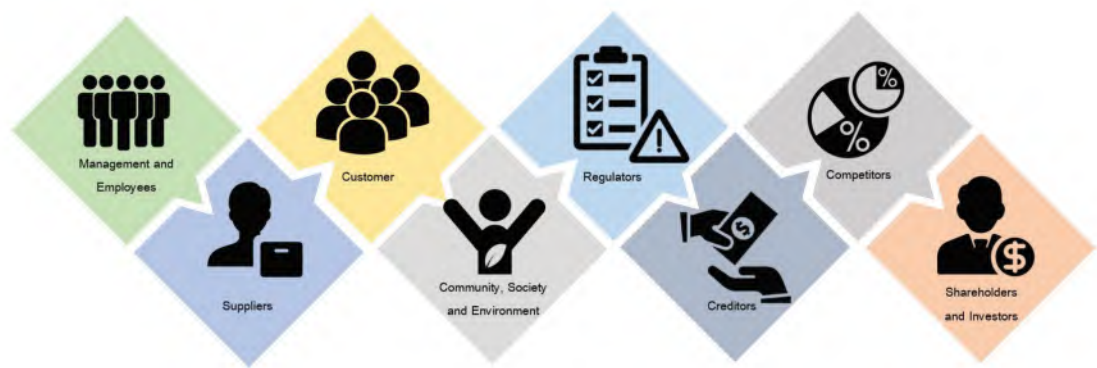 Management and
Employees
Suppliers
Customer
Community, Society
and Environment
Regulators
Creditors
Competitors
Shareholders
and Investors
$
$
%
%
!